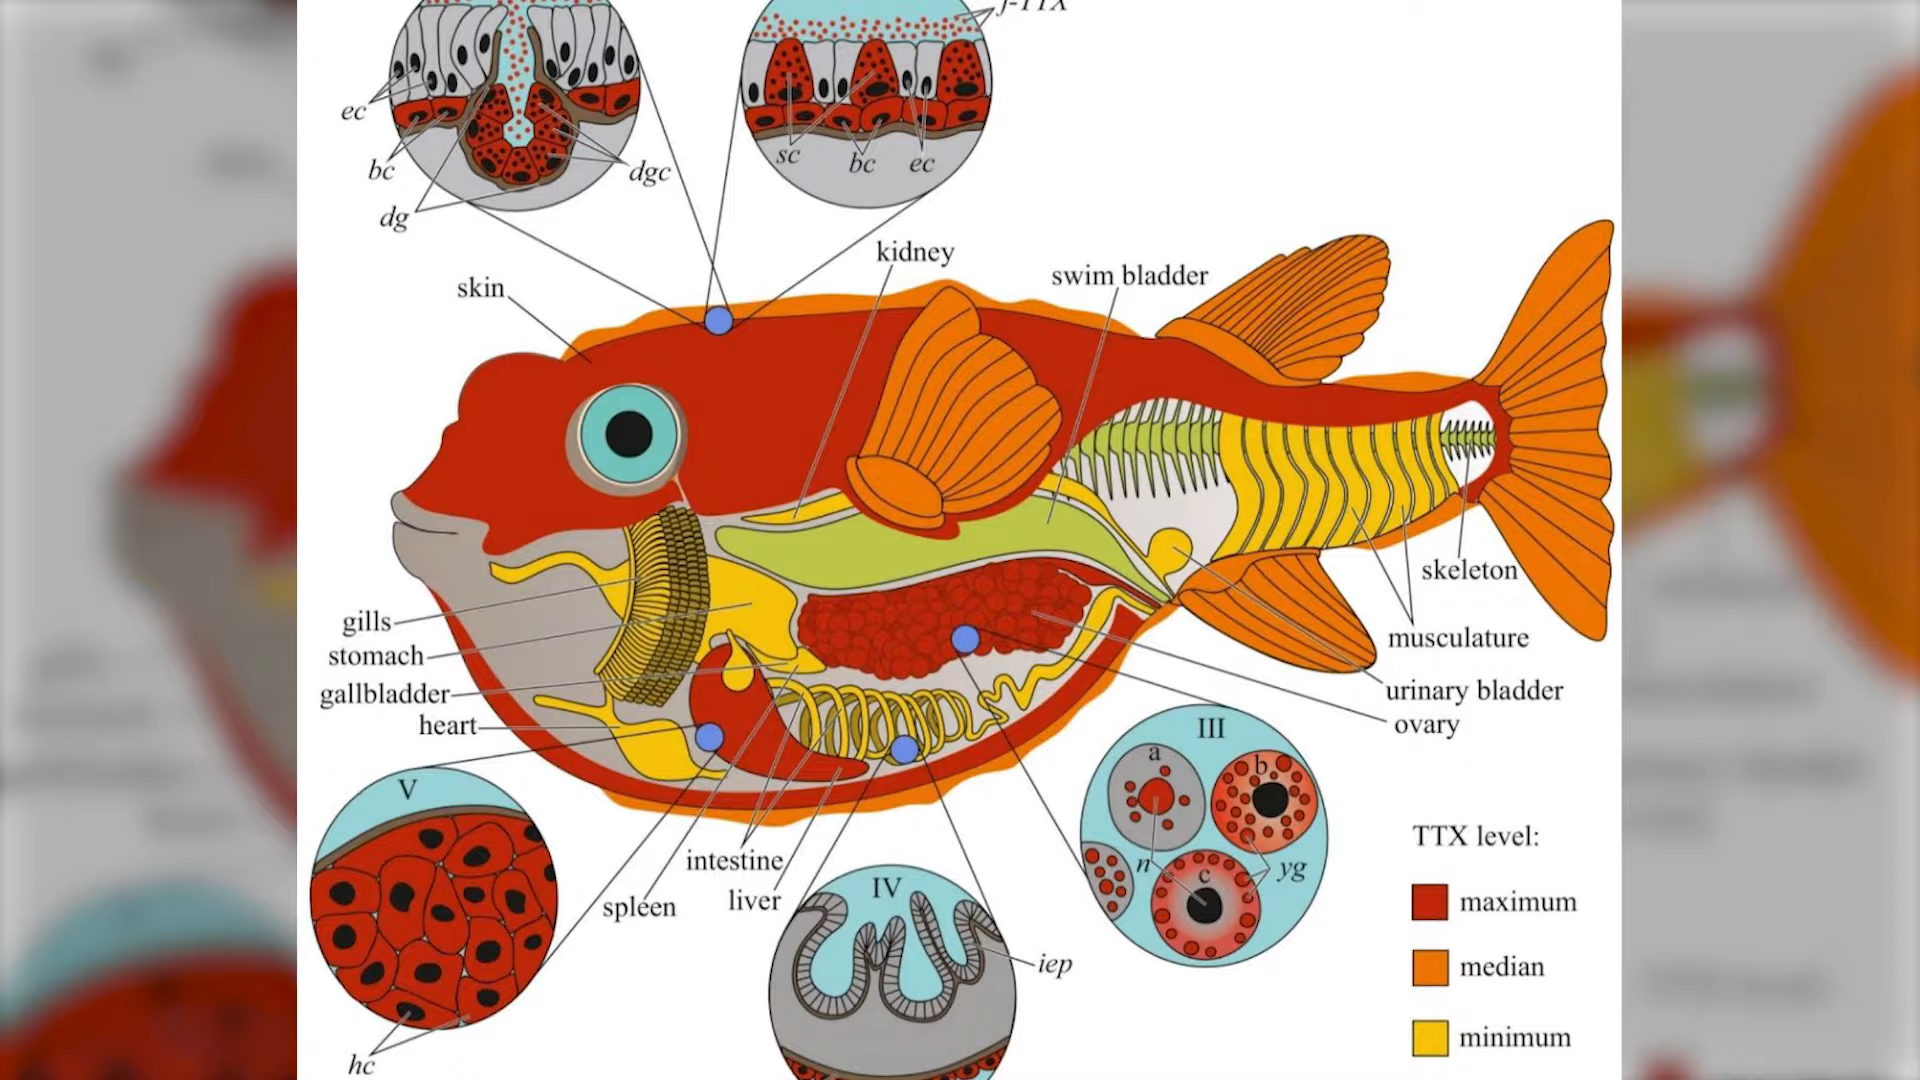 f-TTX
ec
bc
dg
dgc
sc
bc
ec
kidney
swim bladder
skin
gills
stomach
gallbladder
heart
skeleton
musculature
urinary bladder
ovary
V
III
a
b
n
c
yg
intestine
liver
spleen
IV
iep
hc
TTX level:
maximum
median
minimum